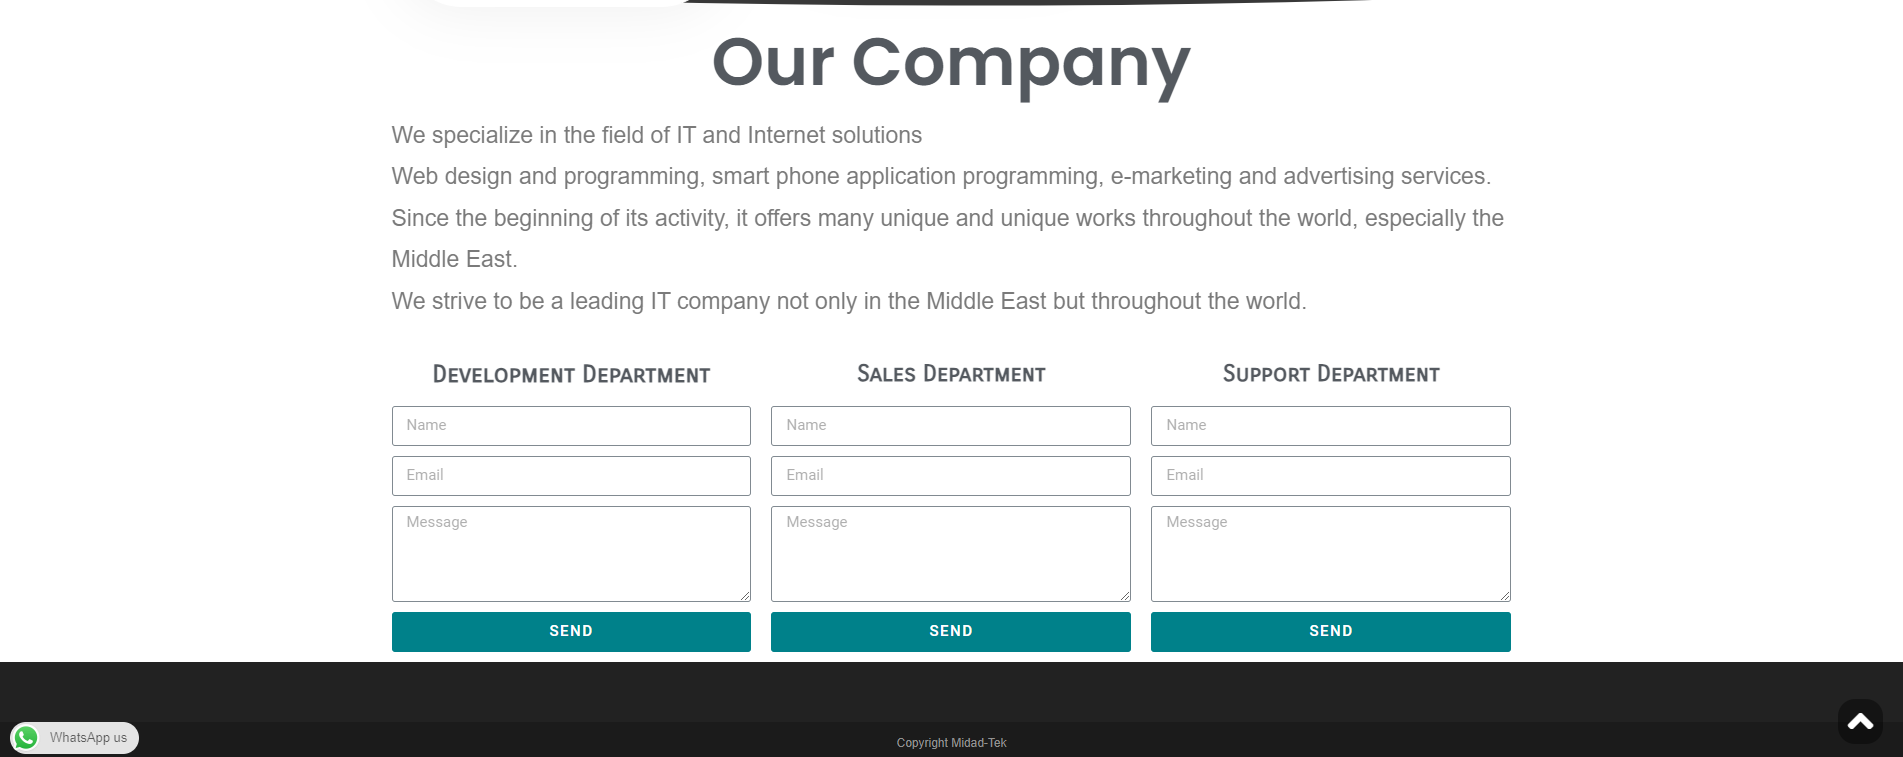 Our Company
We specialize in the field of IT and Internet solutions
Web design and programming, smart phone application programming, e-marketing and advertising services.
Since the beginning of its activity, it offers many unique and unique works throughout the world, especially the
Middle East.
We strive to be a leading IT company not only in the Middle East but throughout the world.
Development Department
Name
Email
Message
SEND
Sales Department
Name
Email
Message
SEND
Support Department
Name
Email
Message
SEND
WhatsApp us
Copyright Midad-Tek